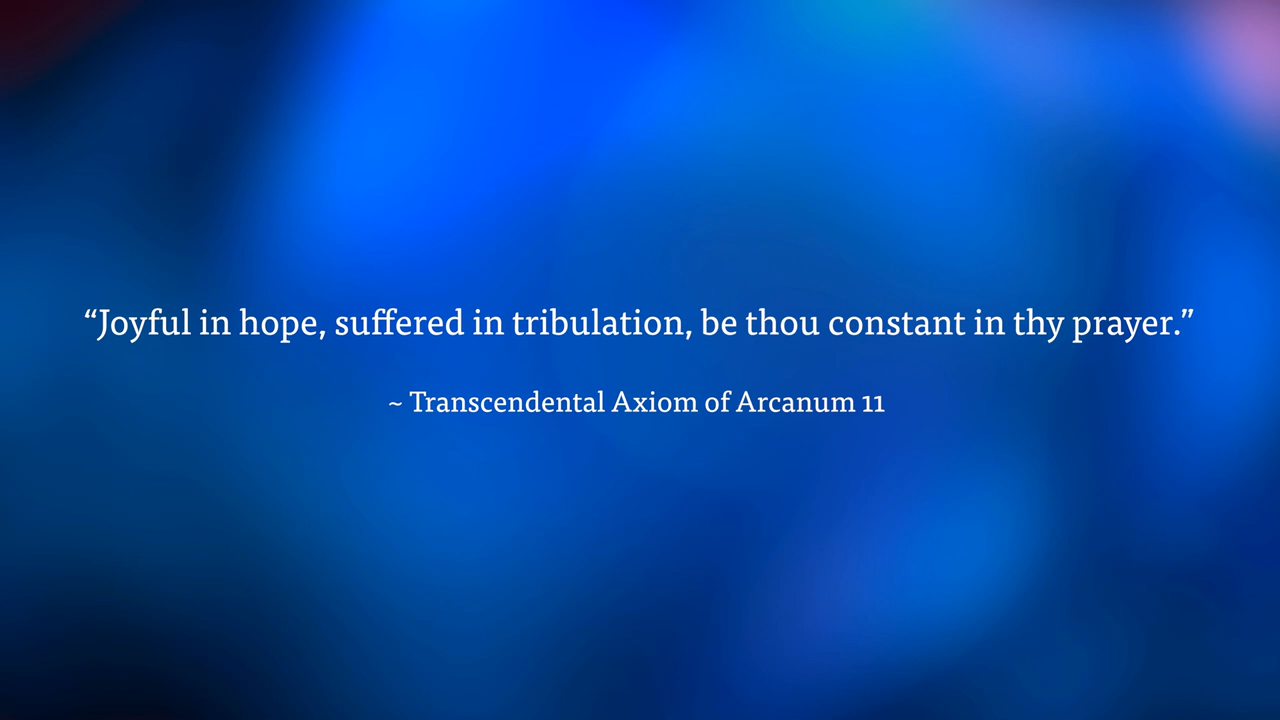 “Joyful in hope, suffered in tribulation, be thou constant in thy prayer.”
~ Transcendental Axiom of Arcanum 11